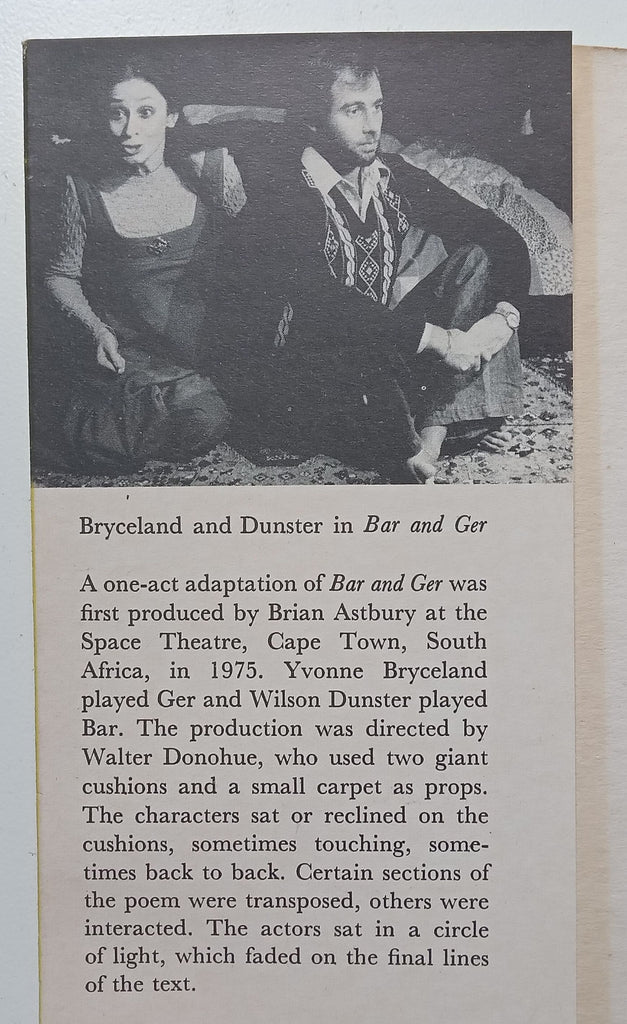 Bryceland and Dunster in Bar and Ger
A one-act adaptation of Bar and Ger was
first produced by Brian Astbury at the
Space Theatre, Cape Town, South
Africa, in 1975. Yvonne Bryceland
played Ger and Wilson Dunster played
Bar. The production was directed by
Walter Donohue, who used two giant
cushions and a small carpet as props.
The characters sat or reclined on the
cushions, sometimes touching, some-
times back to back. Certain sections of
the poem were transposed, others were
interacted. The actors sat in a circle
of light, which faded on the final lines
of the text.